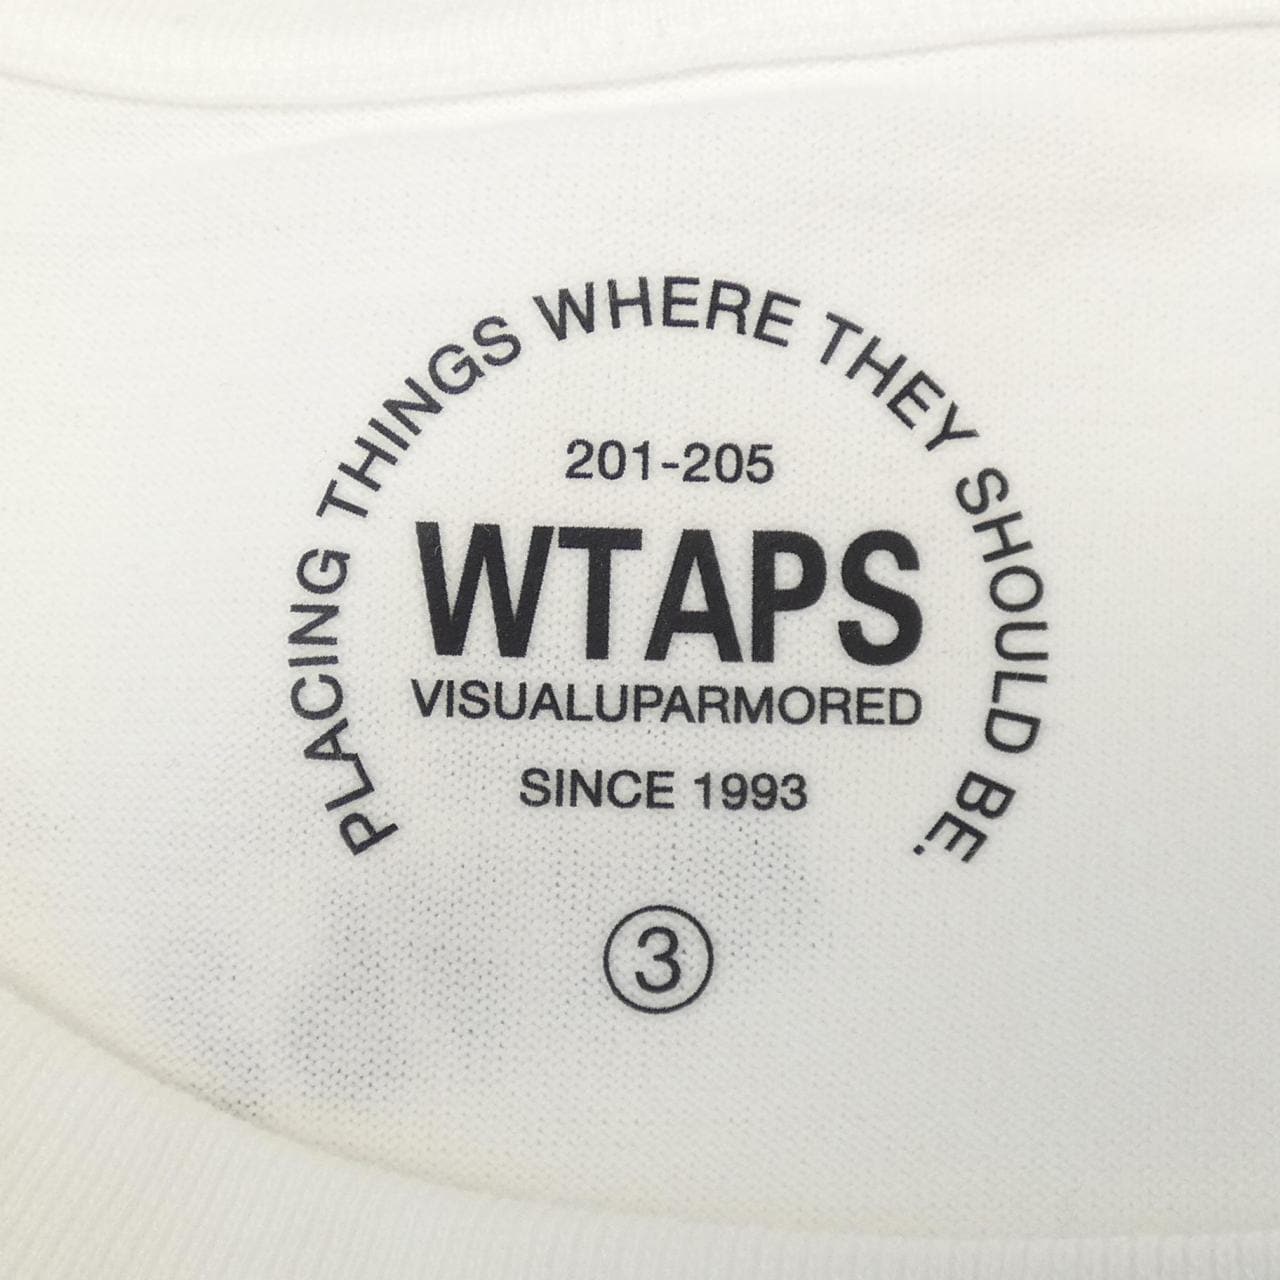 PLACING THINGS WHERE THEY SHOULD BE.
201-205
WTAPS
VISUALUPARMORED
SINCE 1993
3